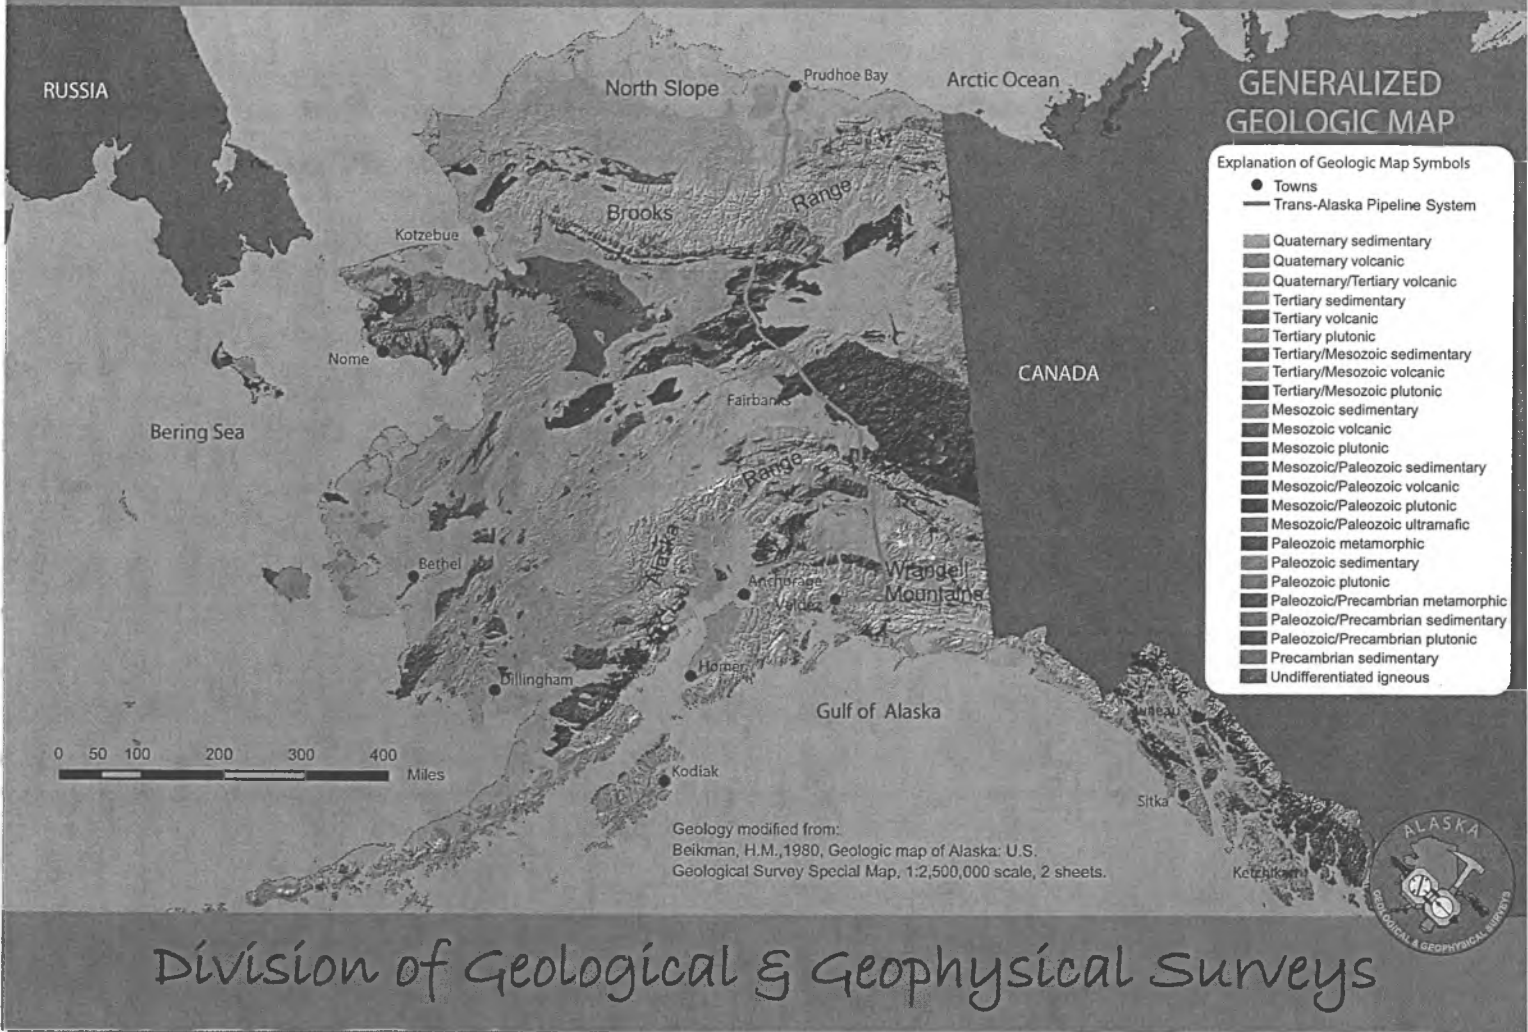 RUSSIA
North Slope
Prudhoe Bay
Arctic Ocean
GENERALIZED
GEOLOGIC MAP
Explanation of Geologic Map Symbols
Towns
Trans-Alaska Pipeline System
Quaternary sedimentary
Quaternary volcanic
Quaternary/Tertiary volcanic
Tertiary sedimentary
Tertiary volcanic
Tertiary plutonic
Tertiary/Mesozoic sedimentary
Tertiary/Mesozoic volcanic
Tertiary/Mesozoic plutonic
Mesozoic sedimentary
Mesozoic volcanic
Mesozoic plutonic
Mesozoic/Paleozoic sedimentary
Mesozoic/Paleozoic volcanic
Mesozoic/Paleozoic plutonic
Mesozoic/Paleozoic ultramafic
Paleozoic metamorphic
Paleozoic sedimentary
Paleozoic plutonic
Paleozoic/Precambrian metamorphic
Paleozoic/Precambrian sedimentary
Paleozoic/Precambrian plutonic
Precambrian sedimentary
Undifferentiated igneous
Brooks
Range
Kotzebue
Nome
CANADA
Fairbanks
Bering Sea
Alaska
Range
Bethel
Anchorage
Valdez
Wrangell
Mountains
Homer
Dillingham
Gulf of Alaska
Juneau
0 50 100 200 300 400
Miles
Kodiak
Sitka
Ketchikan
Geology modified from:
Beikman, H.M.,1980, Geologic map of Alaska: U.S.
Geological Survey Special Map, 1:2,500,000 scale, 2 sheets.
ALASKA
GEOLOGICAL & GEOPHYSICAL SURVEYS
Division of Geological & Geophysical Surveys